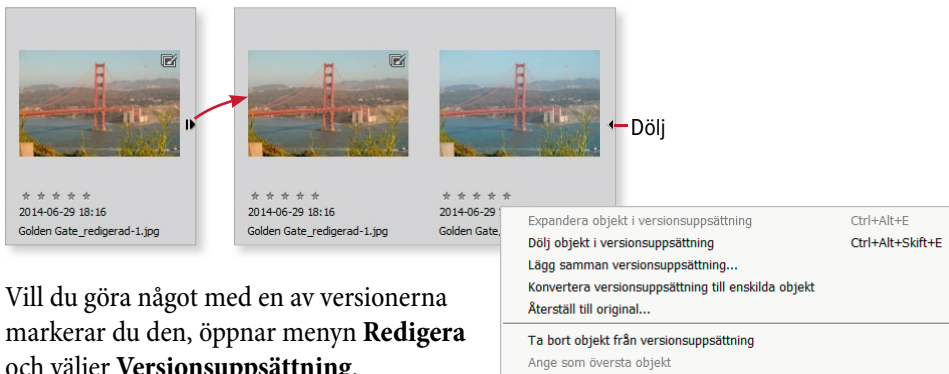 Dölj
2014-06-29 18:16
Golden Gate_redigerad-1.jpg
2014-06-29 18:16
Golden Gate_redigerad-1.jpg
2014-06-29
Golden Gate
Expandera objekt i versionsuppsättning Ctrl+Alt+E
Dölj objekt i versionsuppsättning Ctrl+Alt+Skift+E
Lägg samman versionsuppsättning...
Konvertera versionsuppsättning till enskilda objekt
Återställ till original...
Ta bort objekt från versionsuppsättning
Ange som översta objekt
Vill du göra något med en av versionerna
markerar du den, öppnar menyn Redigera
och väljer Versionsuppsättning.